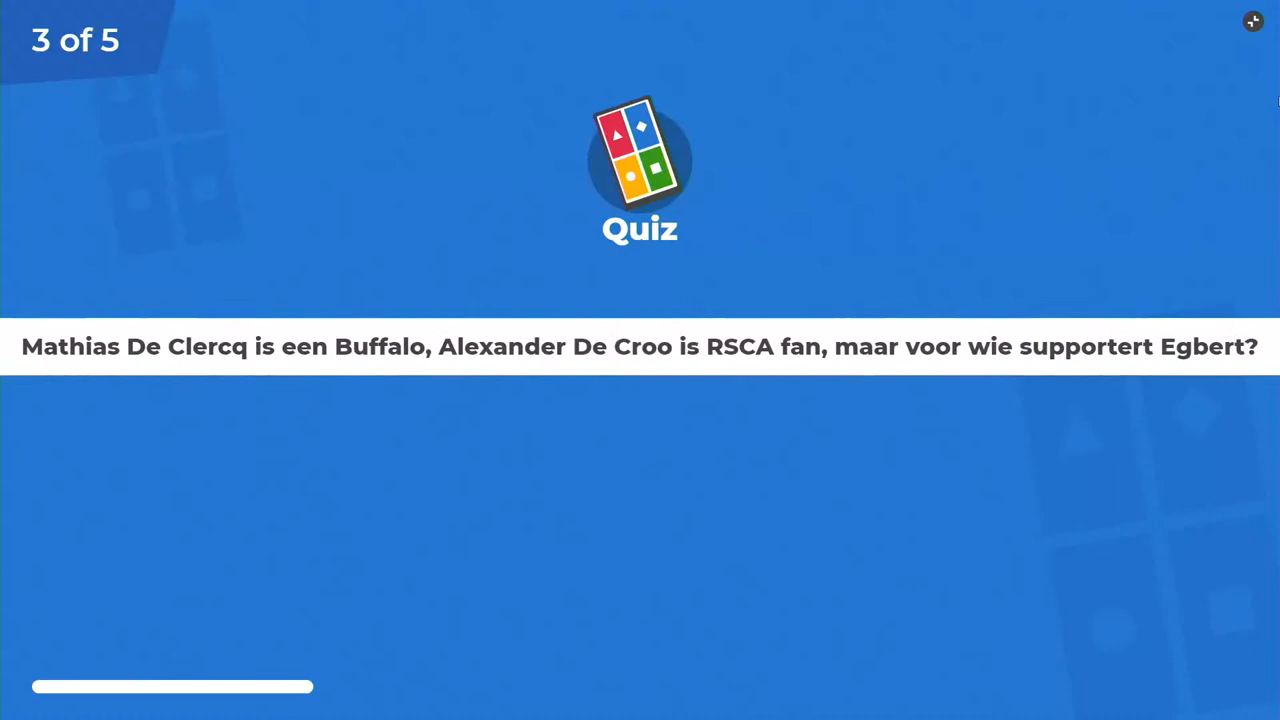 3 of 5
Quiz
Mathias De Clercq is een Buffalo, Alexander De Croo is RSCA fan, maar voor wie supportert Egbert?